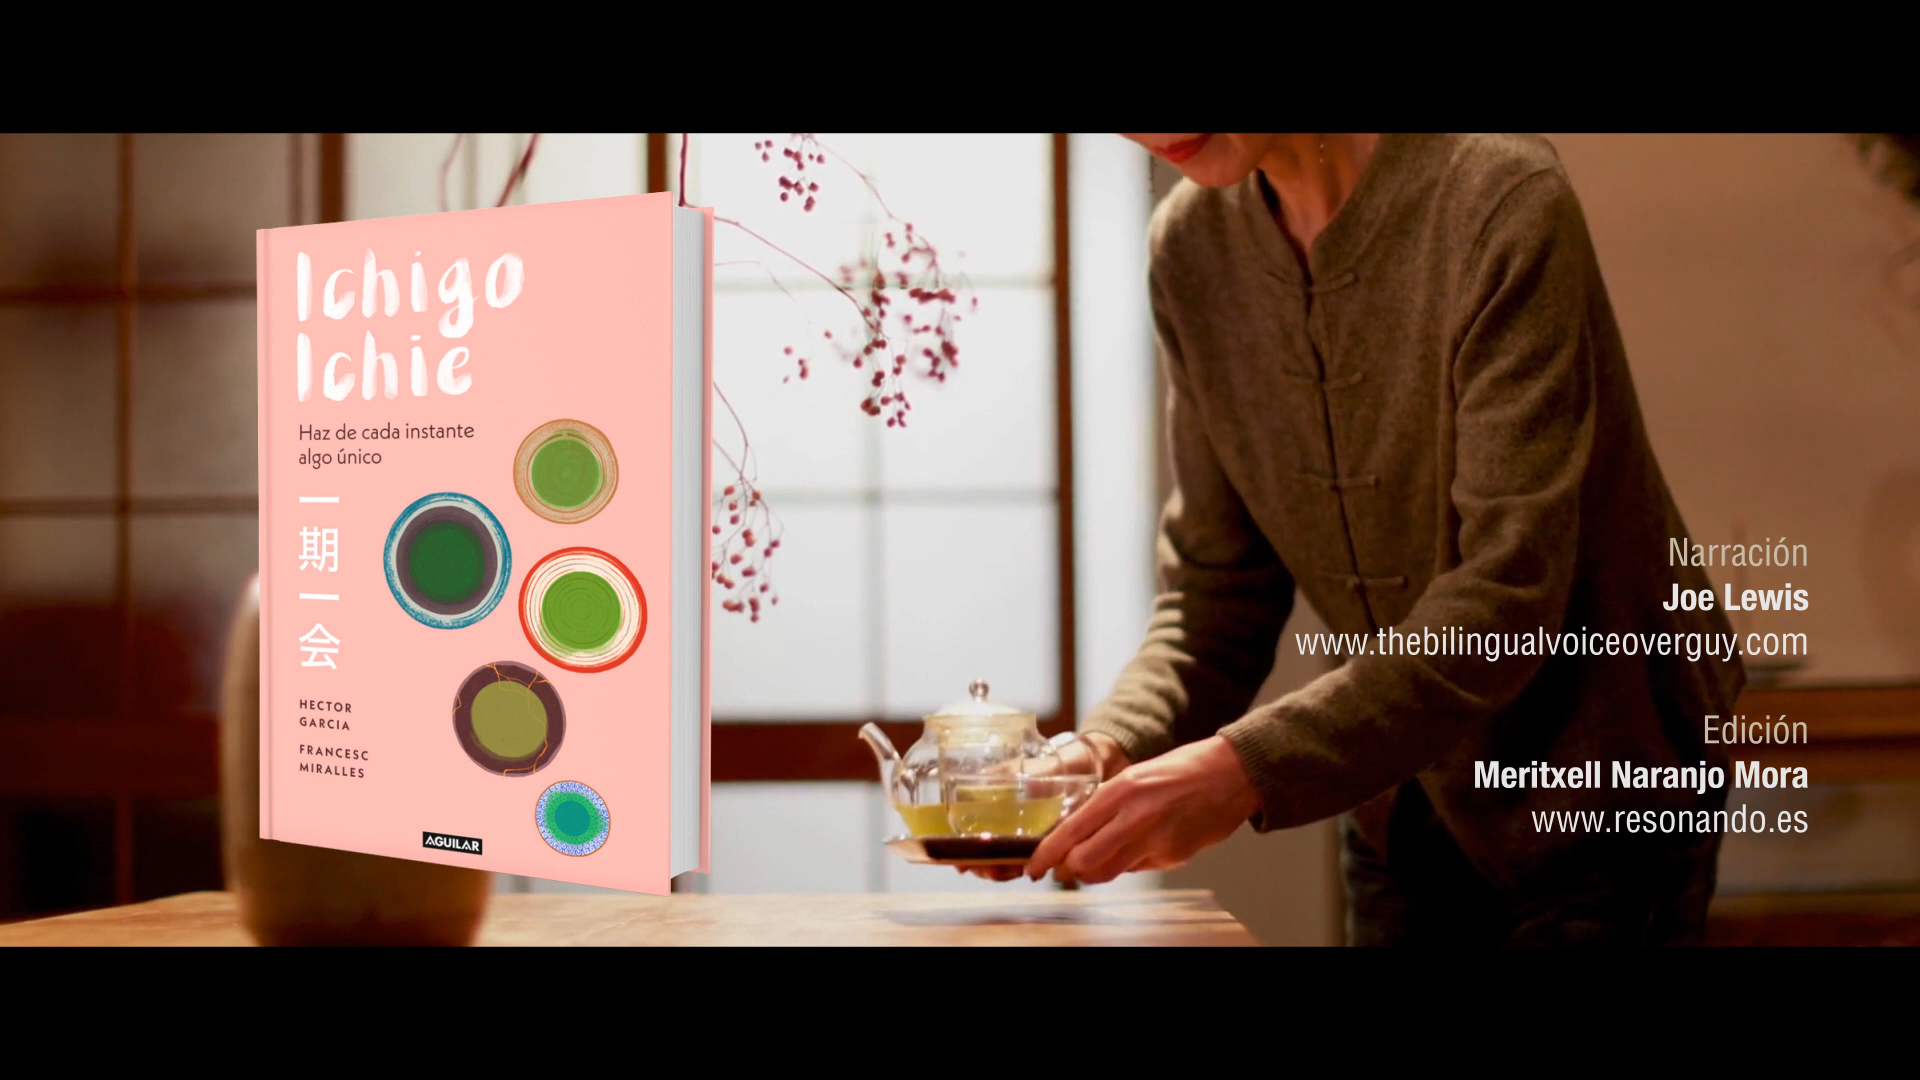 Ichigo
Ichie
Haz de cada instante
algo único
一
期
一
会
HECTOR
GARCIA
FRANCESC
MIRALLES
AGUILAR
Narración
Joe Lewis
www.thebilingualvoiceoverguy.com
Edición
Meritxell Naranjo Mora
www.resonando.es